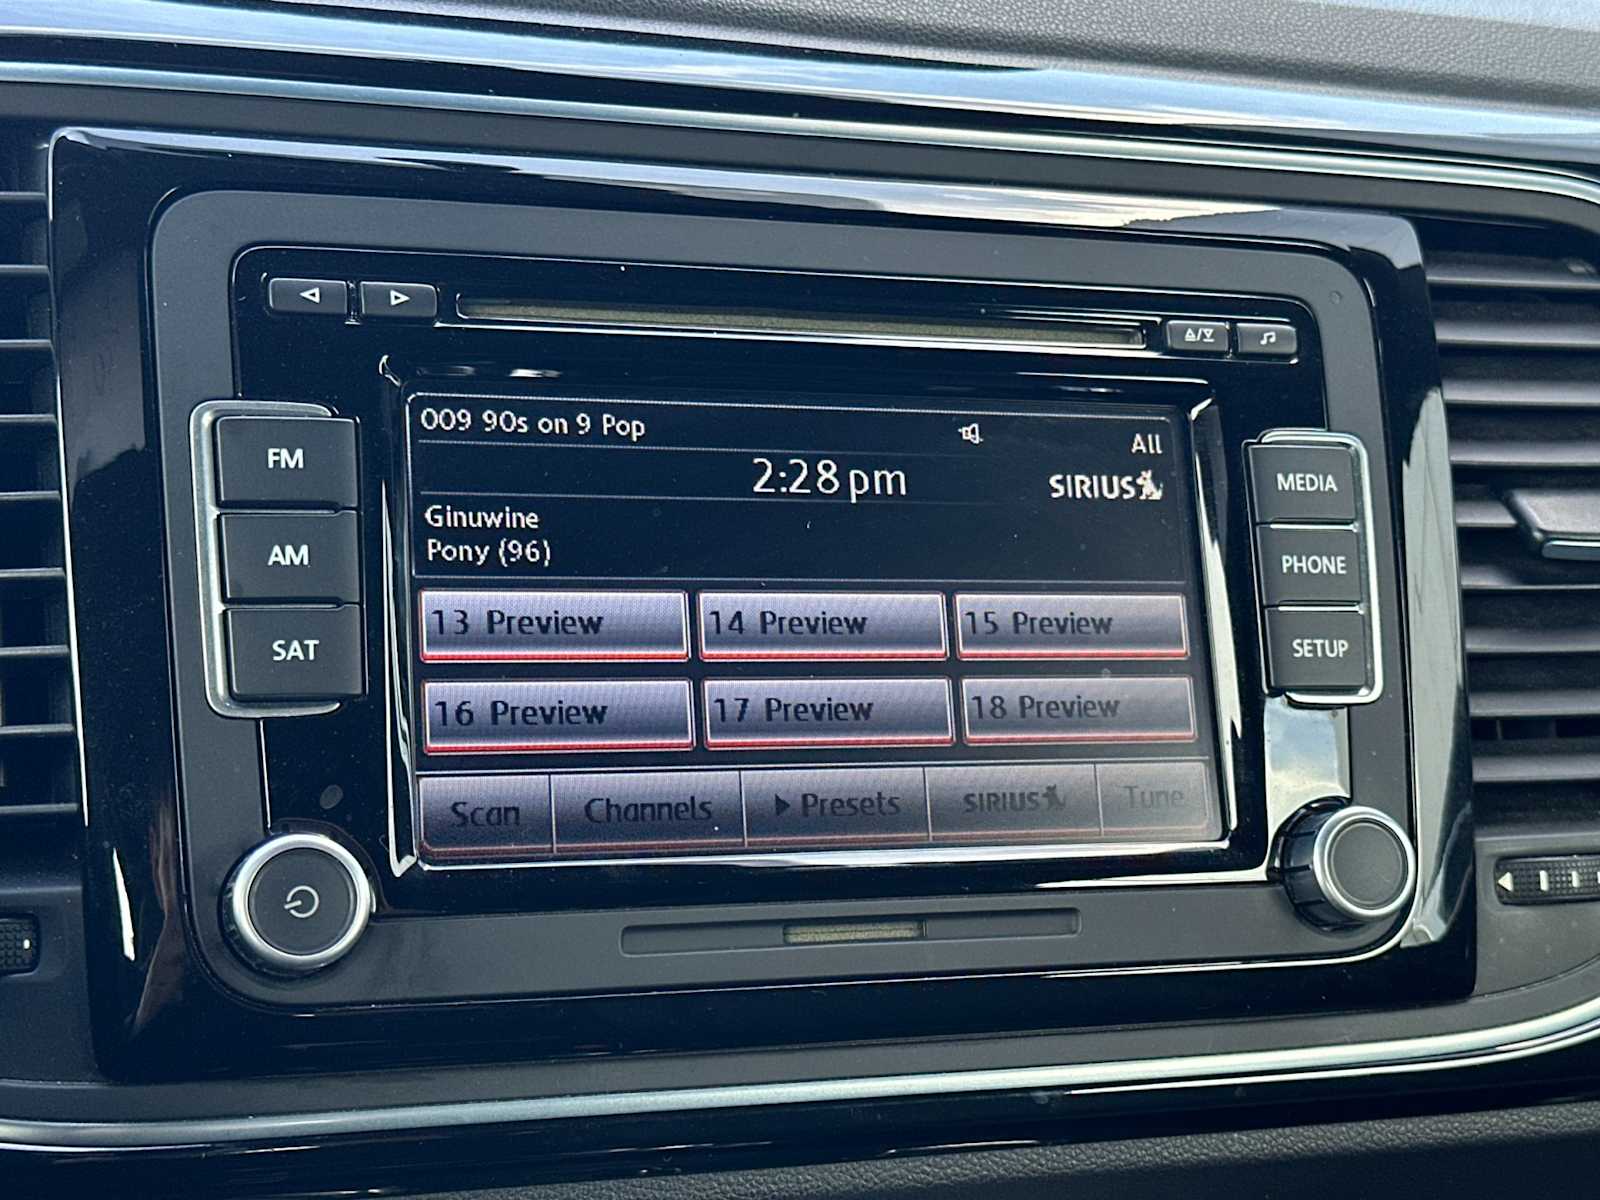 009 90s on 9 Pop
All
2:28 pm
SIRIUS
Ginuwine
Pony (96)
13 Preview
14 Preview
15 Preview
16 Preview
17 Preview
18 Preview
Scan
Channels
Presets
SIRIUS
Tune
FM
AM
SAT
MEDIA
PHONE
SETUP